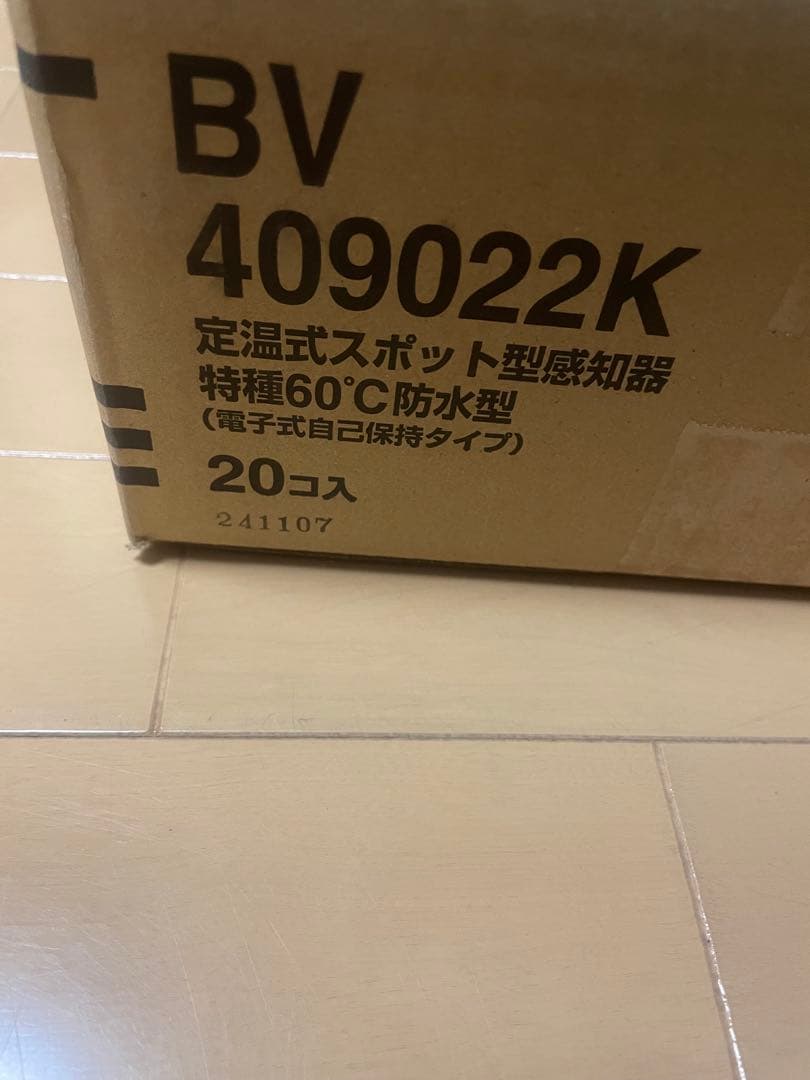 BV
409022K
定温式スポット型感知器
特種60℃防水型
(電子式自己保持タイプ)
20コ入
241107